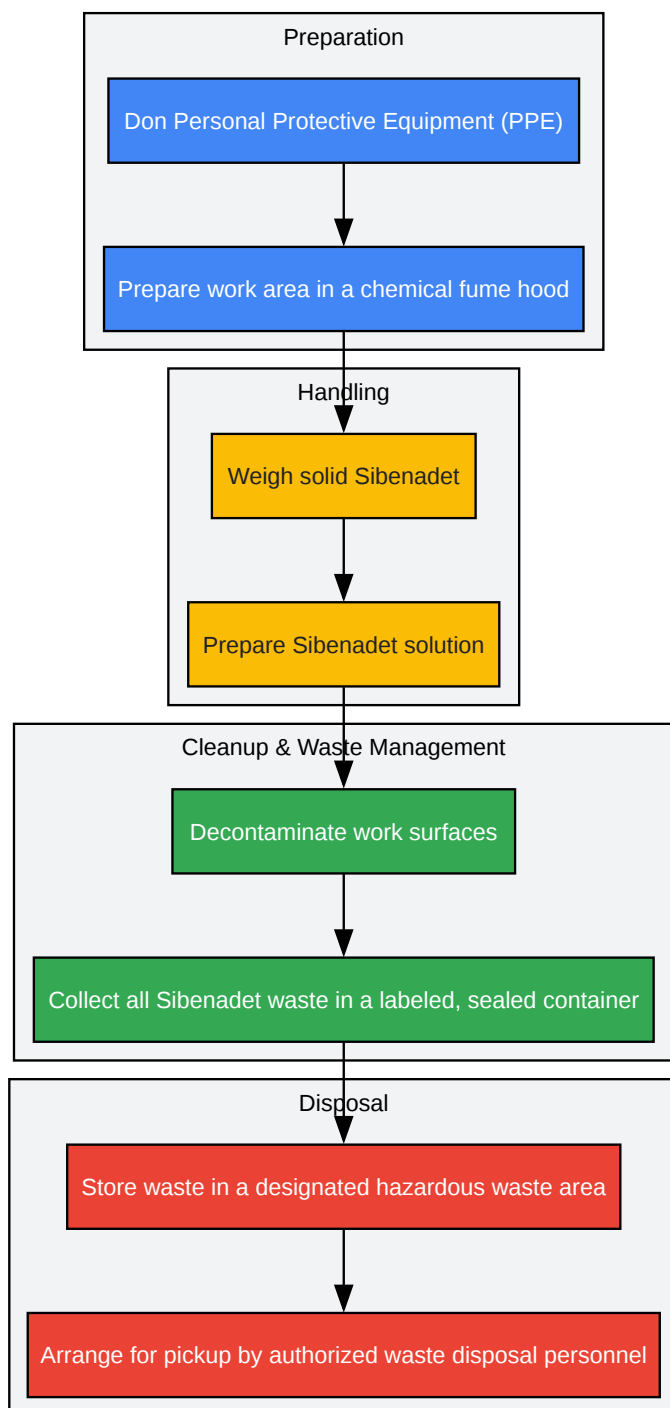 Preparation
Don Personal Protective Equipment (PPE)
Prepare work area in a chemical fume hood
Handling
Weigh solid Sibenadet
Prepare Sibenadet solution
Cleanup & Waste Management
Decontaminate work surfaces
Collect all Sibenadet waste in a labeled, sealed container
Disposal
Store waste in a designated hazardous waste area
Arrange for pickup by authorized waste disposal personnel